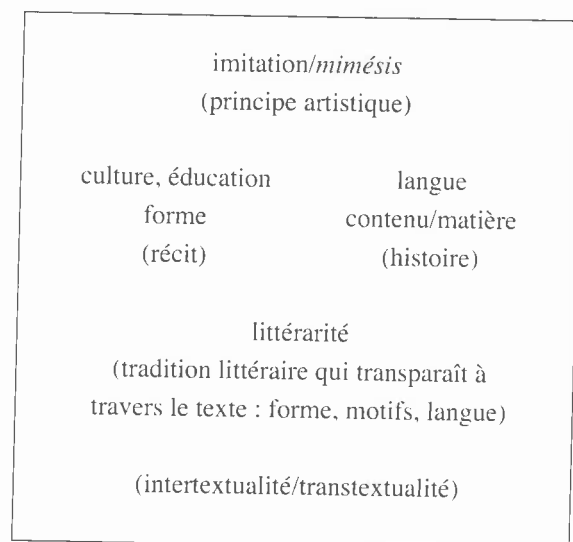 imitation/mimésis
(principe artistique)
culture, éducation langue
forme contenu/matière
(récit) (histoire)
littérarité
(tradition littéraire qui transparaît à
travers le texte : forme, motifs, langue)
(intertextualité/transtextualité)